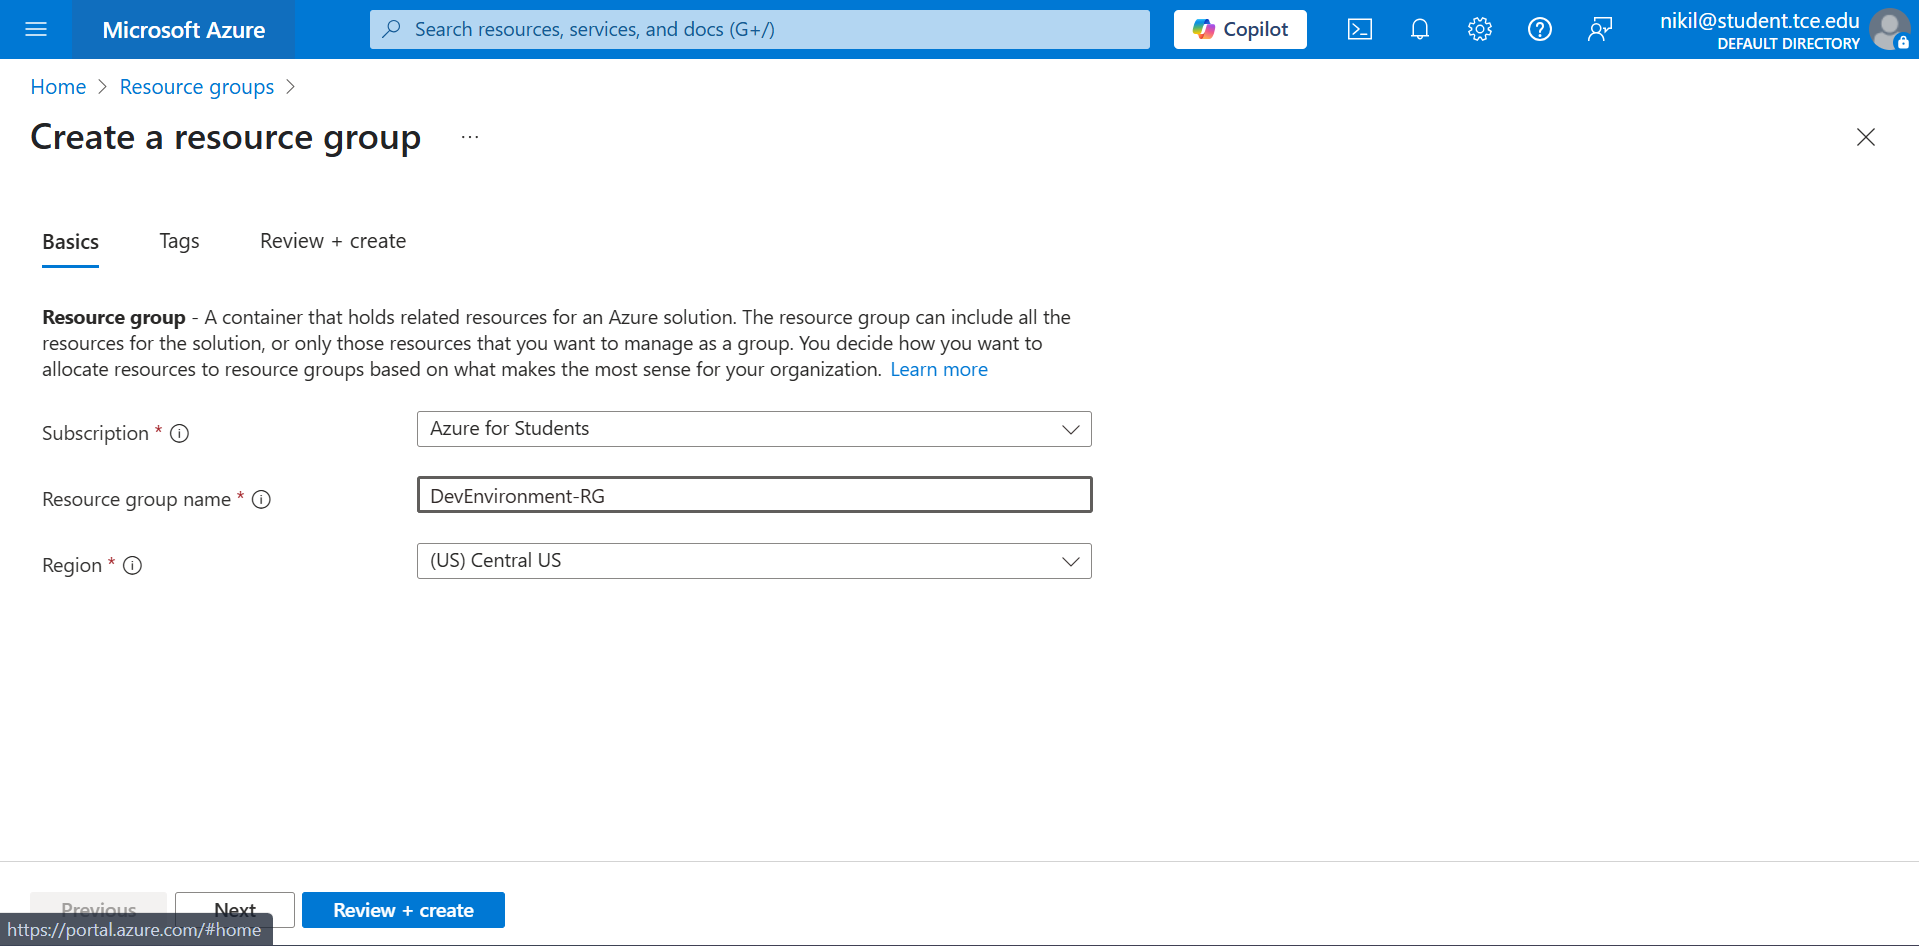 Microsoft Azure
Search resources, services, and docs (G+/)
Copilot
nikil@student.tce.edu
DEFAULT DIRECTORY
Home > Resource groups >
Create a resource group ...
Basics Tags Review + create
Resource group - A container that holds related resources for an Azure solution. The resource group can include all the
resources for the solution, or only those resources that you want to manage as a group. You decide how you want to
allocate resources to resource groups based on what makes the most sense for your organization. Learn more
Subscription * Azure for Students
Resource group name * DevEnvironment-RG
Region * (US) Central US
Previous Next Review + create
https://portal.azure.com/#home